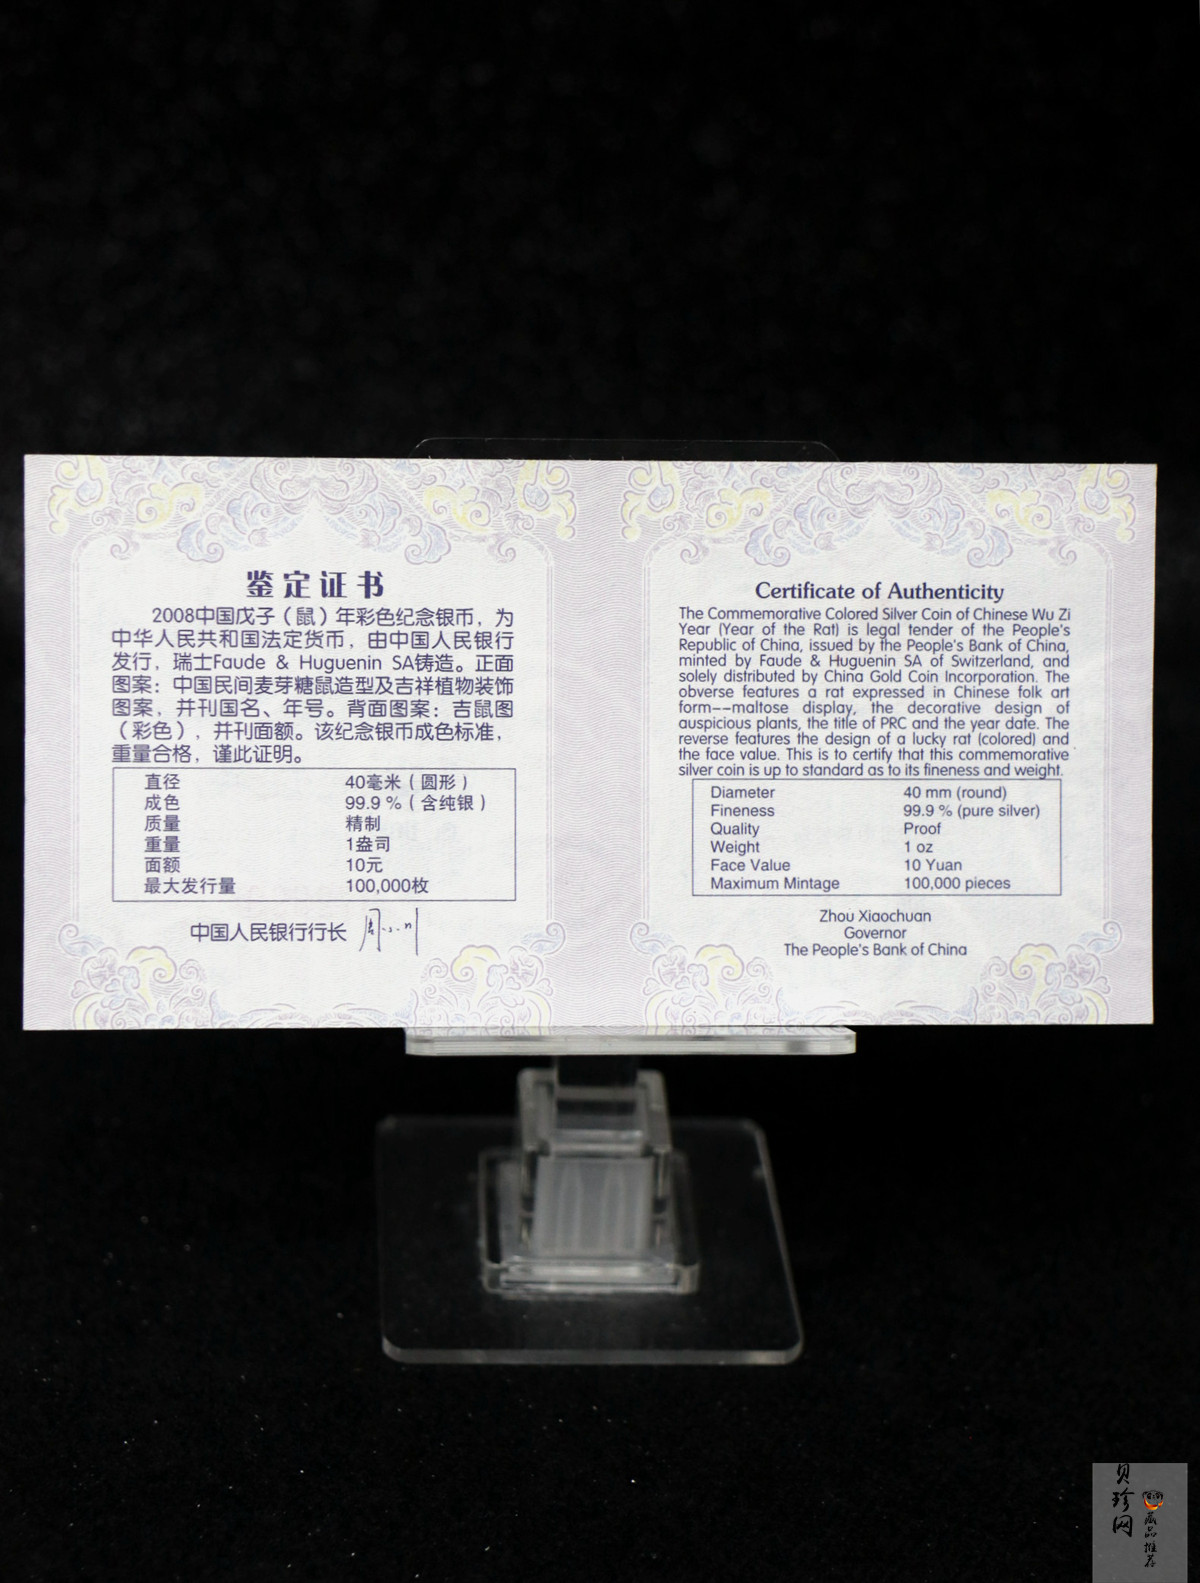 鉴定证书
2008中国戊子（鼠）年彩色纪念银币，为
中华人民共和国法定货币，由中国人民银行
发行，瑞士Faude & Huguenin SA铸造。正面
图案：中国民间麦芽糖鼠造型及吉祥植物装饰
图案，并刊国名、年号。背面图案：吉鼠图
（彩色），并刊面额。该纪念银币成色标准，
重量合格，谨此证明。
直径 40毫米（圆形）
成色 99.9 %（含纯银）
质量 精制
重量 1盎司
面额 10元
最大发行量 100,000枚
中国人民银行行长 周小川
Certificate of Authenticity
The Commemorative Colored Silver Coin of Chinese Wu Zi
Year (Year of the Rat) is legal tender of the People's
Republic of China, issued by the People's Bank of China,
minted by Faude & Huguenin SA of Switzerland, and
solely distributed by China Gold Coin Incorporation. The
obverse features a rat expressed in Chinese folk art
form--maltose display, the decorative design of
auspicious plants, the title of PRC and the year date. The
reverse features the design of a lucky rat (colored) and
the face value. This is to certify that this commemorative
silver coin is up to standard as to its fineness and weight.
Diameter 40 mm (round)
Fineness 99.9 % (pure silver)
Quality Proof
Weight 1 oz
Face Value 10 Yuan
Maximum Mintage 100,000 pieces
Zhou Xiaochuan
Governor
The People's Bank of China
贝珍网
藏品推荐